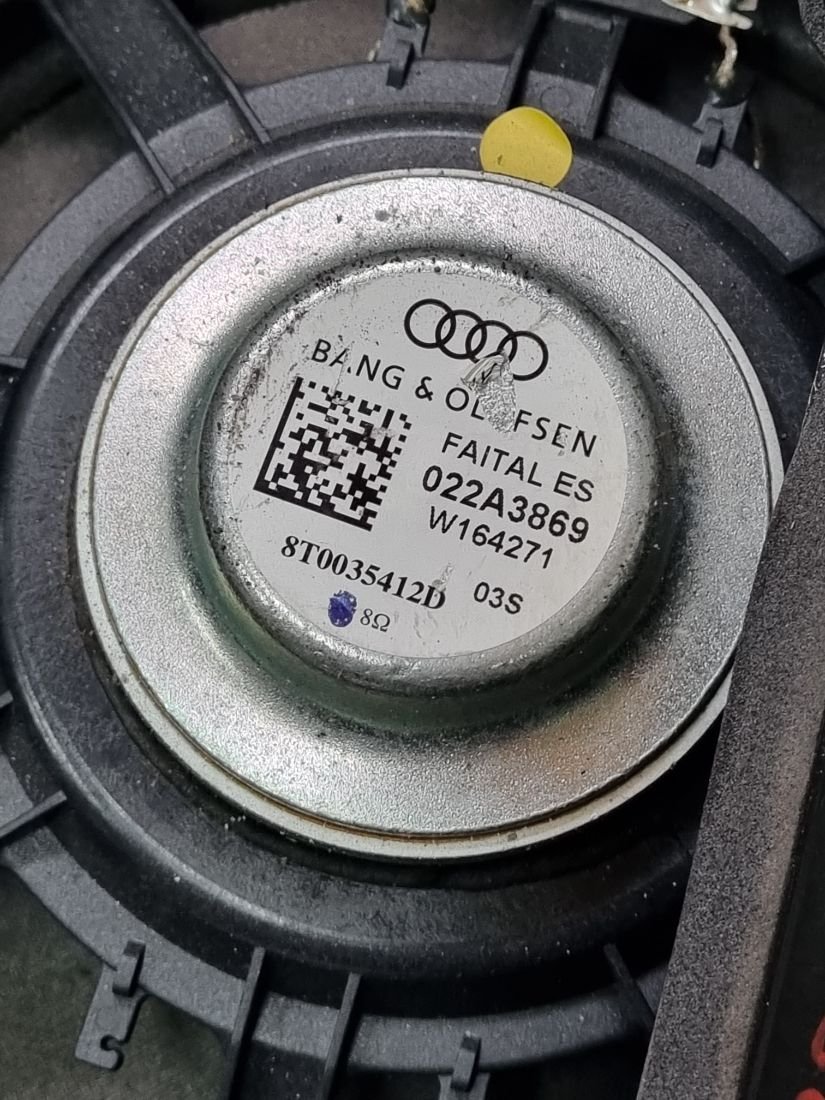 BANG & OLUFSEN
FAITAL ES
022A3869
W164271
8T0035412D 03S
8Ω